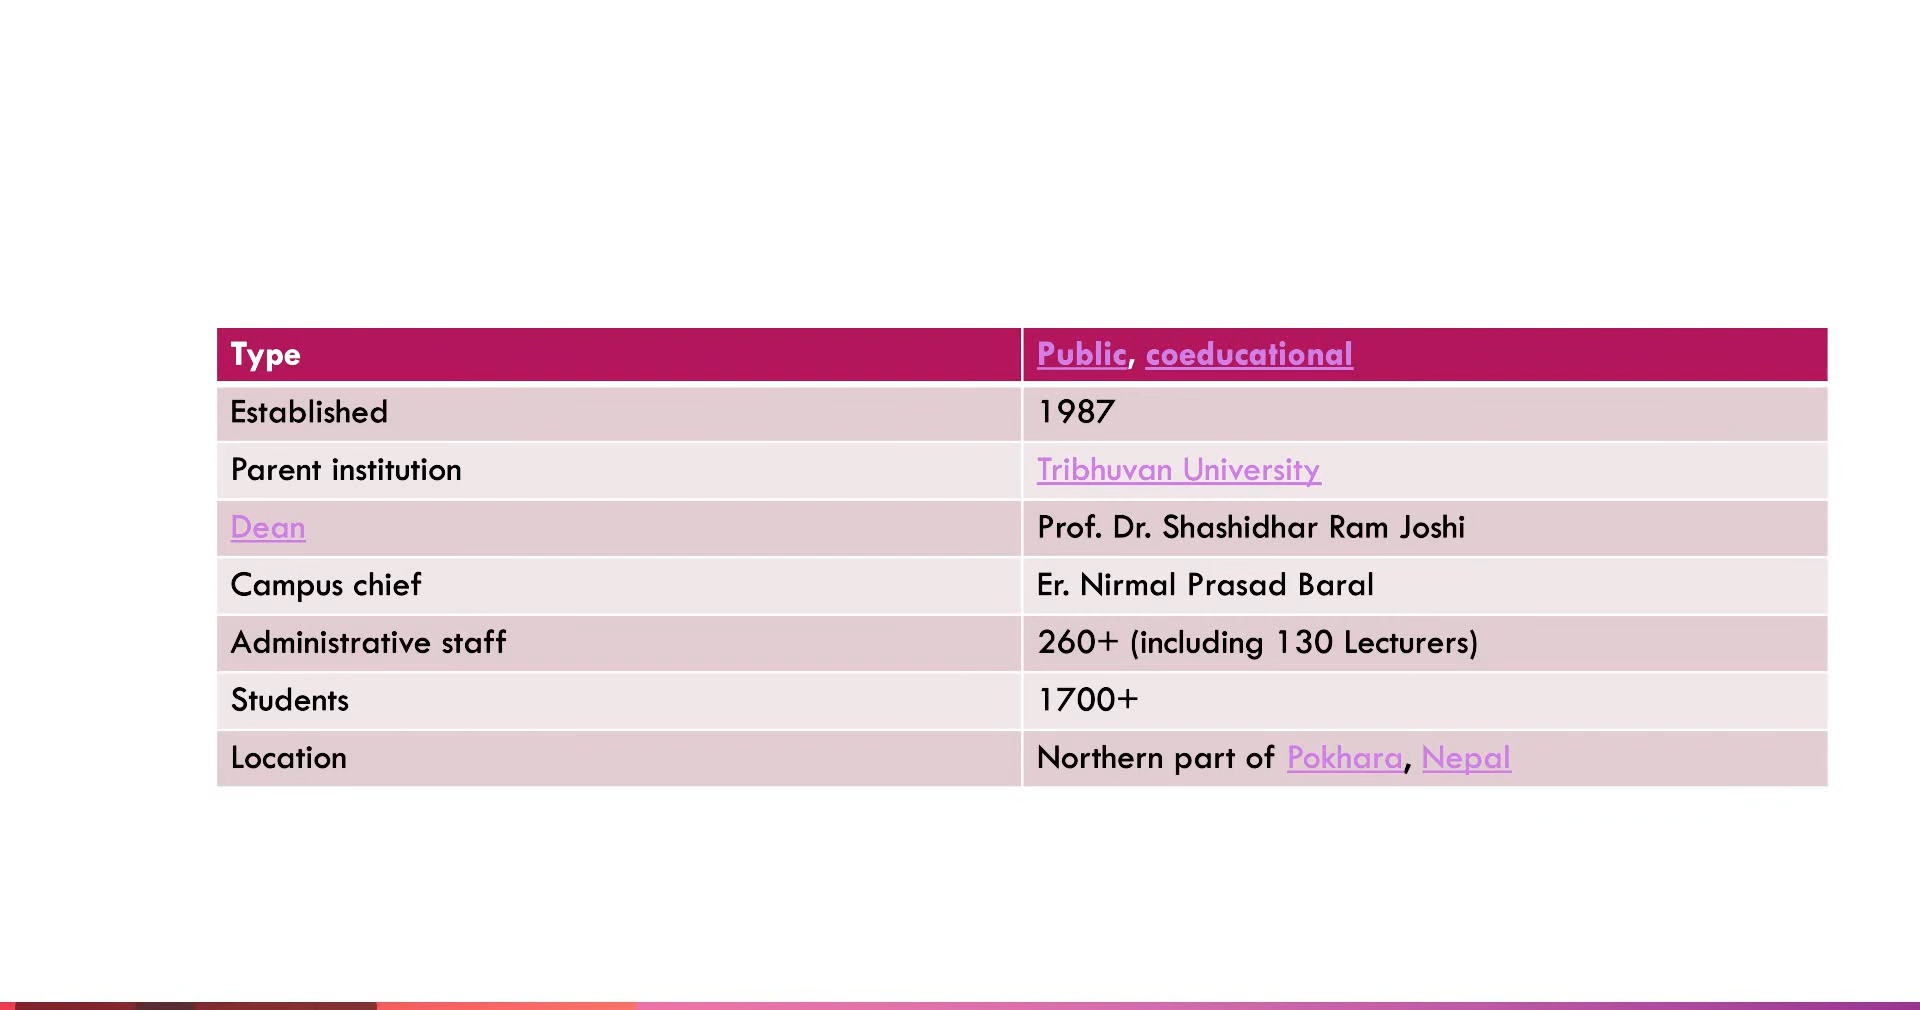 Type Public, coeducational
Established 1987
Parent institution Tribhuvan University
Dean Prof. Dr. Shashidhar Ram Joshi
Campus chief Er. Nirmal Prasad Baral
Administrative staff 260+ (including 130 Lecturers)
Students 1700+
Location Northern part of Pokhara, Nepal